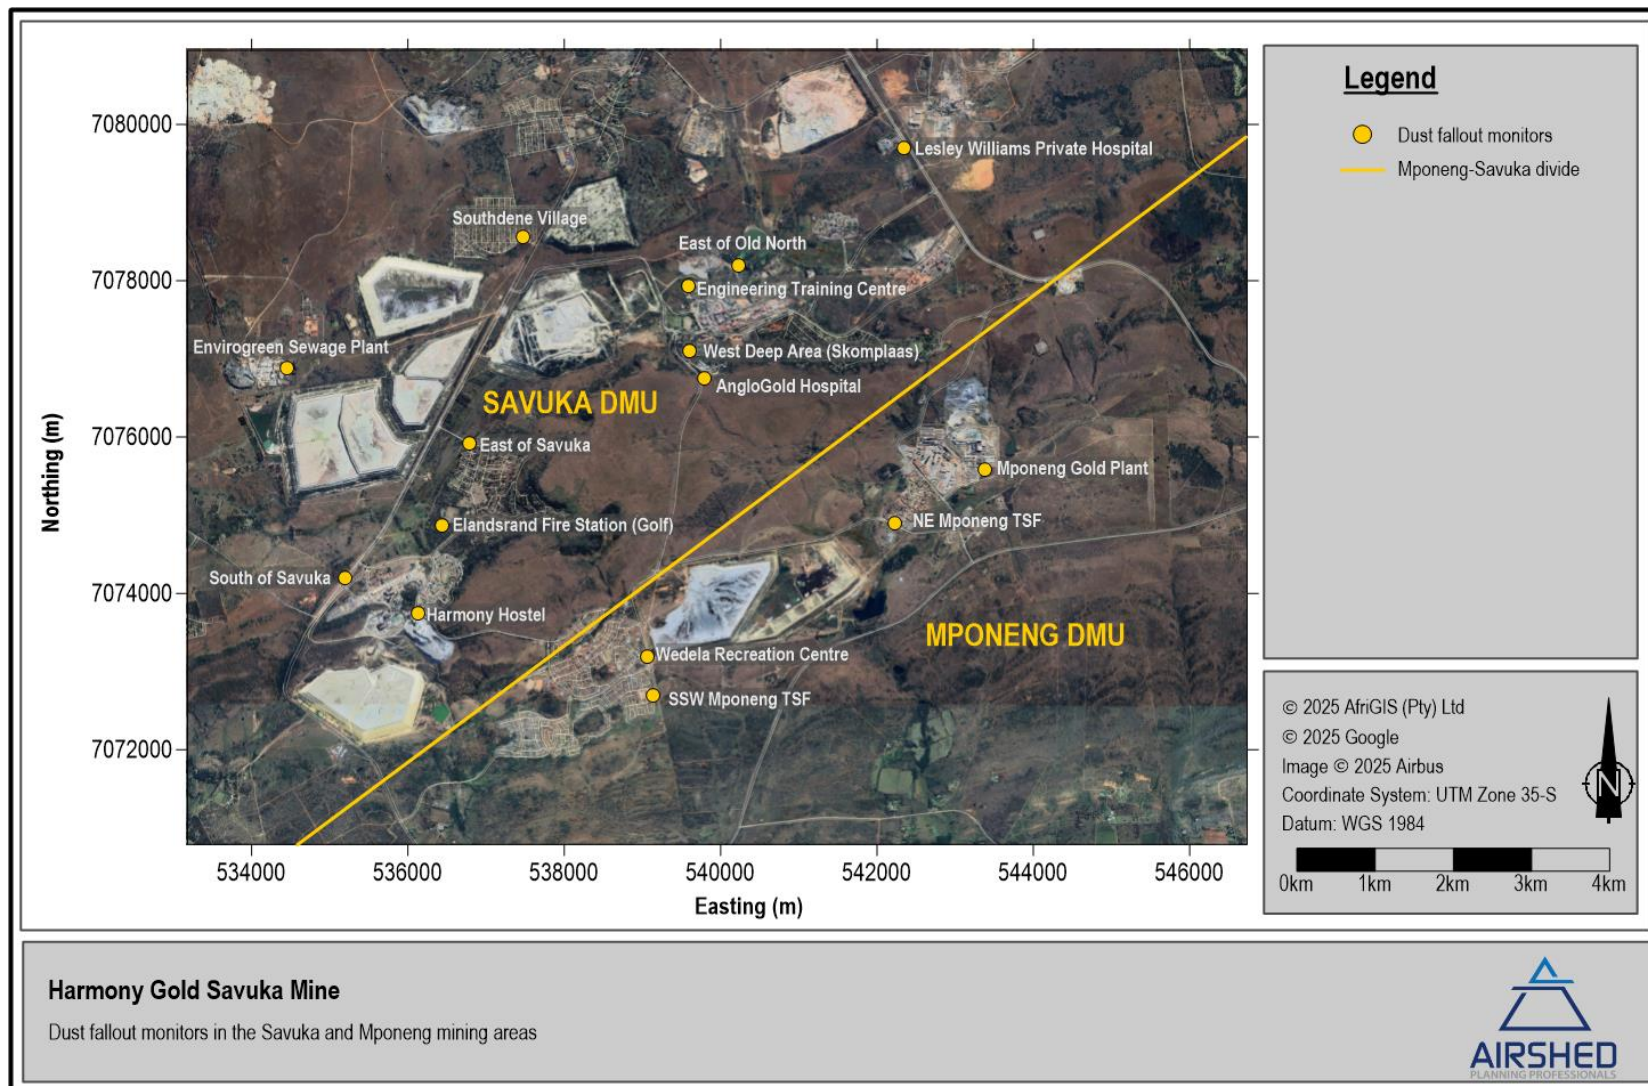 Legend
Dust fallout monitors
Mponeng-Savuka divide
7080000
7078000
7076000
7074000
7072000
Northing (m)
534000
536000
538000
540000
542000
544000
546000
Easting (m)
Lesley Williams Private Hospital
Southdene Village
East of Old North
Engineering Training Centre
Envirogreen Sewage Plant
West Deep Area (Skomplaas)
AngloGold Hospital
SAVUKA DMU
East of Savuka
Mponeng Gold Plant
Elandsrand Fire Station (Golf)
NE Mponeng TSF
South of Savuka
Harmony Hostel
MPONENG DMU
Wedela Recreation Centre
SSW Mponeng TSF
© 2025 AfriGIS (Pty) Ltd
© 2025 Google
Image © 2025 Airbus
Coordinate System: UTM Zone 35-S
Datum: WGS 1984
N
0km 1km 2km 3km 4km
Harmony Gold Savuka Mine
Dust fallout monitors in the Savuka and Mponeng mining areas
AIRSHED
PLANNING PROFESSIONALS